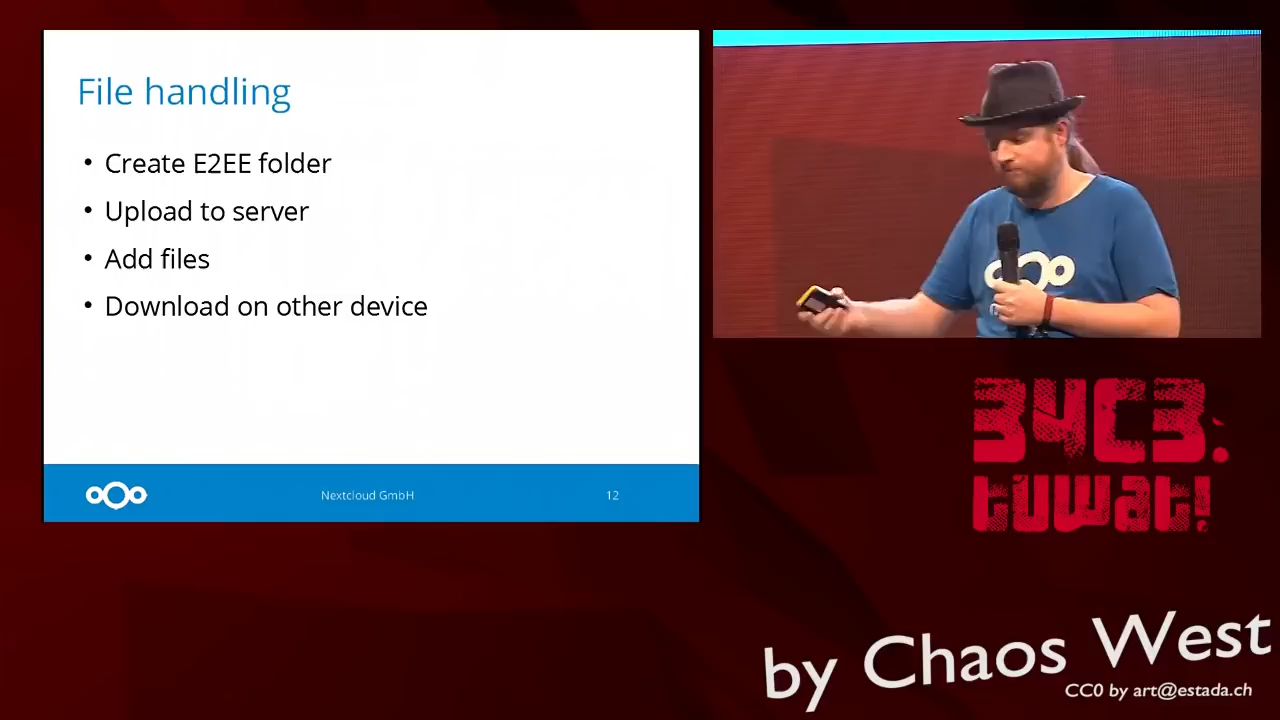 File handling
• Create E2EE folder
• Upload to server
• Add files
• Download on other device
Nextcloud GmbH
12
34C3.
tuwat!
by Chaos West
CC0 by art@estada.ch